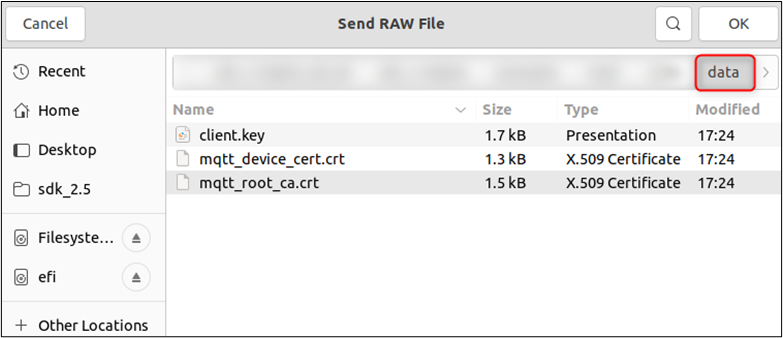 Cancel Send RAW File OK
Recent
Home
Desktop
sdk_2.5
Filesyste...
efi
+ Other Locations
data
Name Size Type Modified
client.key 1.7 kB Presentation 17:24
mqtt_device_cert.crt 1.3 kB X.509 Certificate 17:24
mqtt_root_ca.crt 1.5 kB X.509 Certificate 17:24